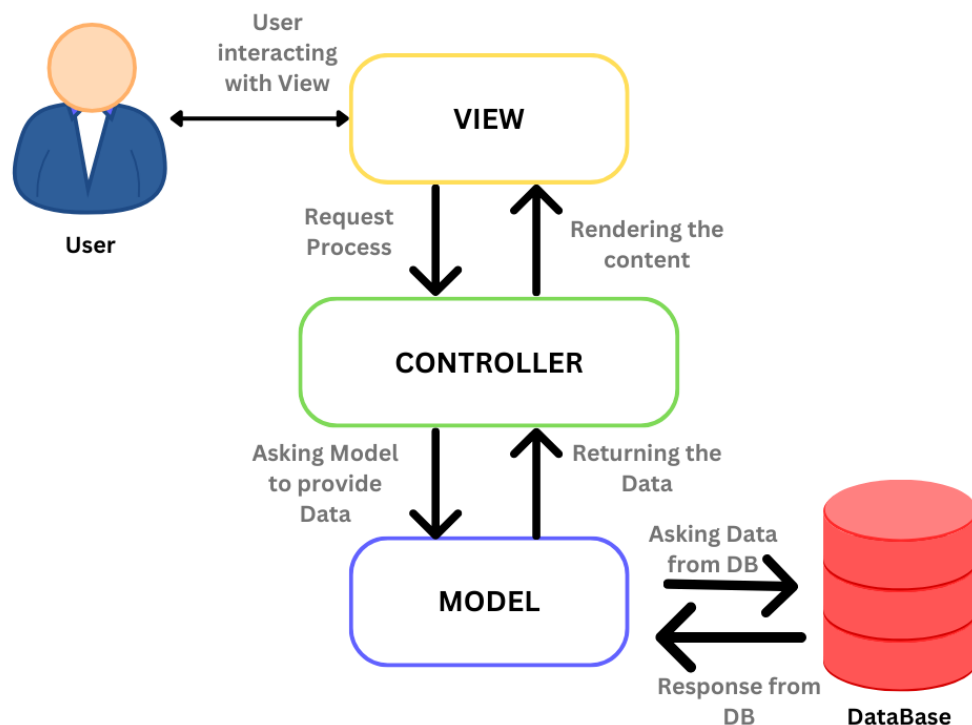 User
interacting
with View
VIEW
User
Request
Process
Rendering the
content
CONTROLLER
Asking Model
to provide
Data
Returning the
Data
MODEL
Asking Data
from DB
Response from
DB
DataBase